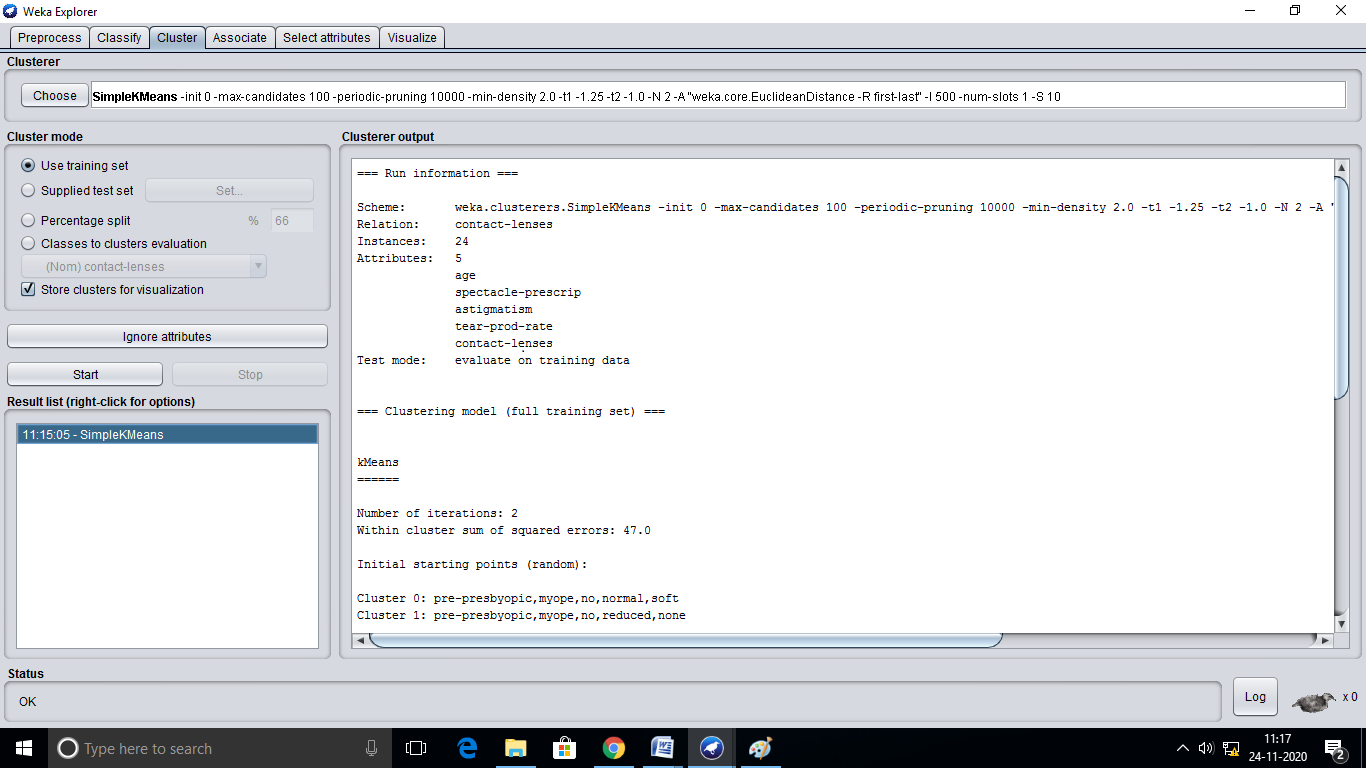 Weka Explorer
Preprocess Classify Cluster Associate Select attributes Visualize
Clusterer
Choose SimpleKMeans -init 0 -max-candidates 100 -periodic-pruning 10000 -min-density 2.0 -t1 -1.25 -t2 -1.0 -N 2 -A "weka.core.EuclideanDistance -R first-last" -I 500 -num-slots 1 -S 10
Cluster mode
Use training set
Supplied test set Set...
Percentage split % 66
Classes to clusters evaluation
(Nom) contact-lenses
Store clusters for visualization
Ignore attributes
Start Stop
Result list (right-click for options)
11:15:05 - SimpleKMeans
Clusterer output
=== Run information ===
Scheme: weka.clusterers.SimpleKMeans -init 0 -max-candidates 100 -periodic-pruning 10000 -min-density 2.0 -t1 -1.25 -t2 -1.0 -N 2 -A "
Relation: contact-lenses
Instances: 24
Attributes: 5
age
spectacle-prescrip
astigmatism
tear-prod-rate
contact-lenses
Test mode: evaluate on training data
=== Clustering model (full training set) ===
kMeans
======
Number of iterations: 2
Within cluster sum of squared errors: 47.0
Initial starting points (random):
Cluster 0: pre-presbyopic,myope,no,normal,soft
Cluster 1: pre-presbyopic,myope,no,reduced,none
Status
OK
Log x 0
Type here to search
11:17
24-11-2020
2